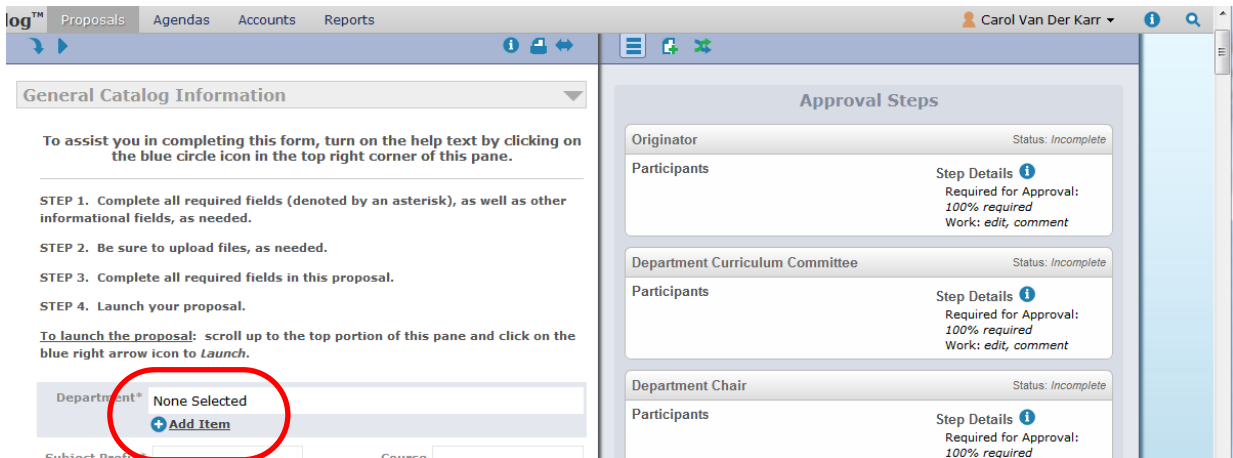 log™ Proposals Agendas Accounts Reports Carol Van Der Karr
General Catalog Information
To assist you in completing this form, turn on the help text by clicking on
the blue circle icon in the top right corner of this pane.
STEP 1. Complete all required fields (denoted by an asterisk), as well as other
informational fields, as needed.
STEP 2. Be sure to upload files, as needed.
STEP 3. Complete all required fields in this proposal.
STEP 4. Launch your proposal.
To launch the proposal: scroll up to the top portion of this pane and click on the
blue right arrow icon to Launch.
Department* None Selected
Add Item
Subject Prefix* Course
Approval Steps
Originator Status: Incomplete
Participants Step Details
Required for Approval:
100% required
Work: edit, comment
Department Curriculum Committee Status: Incomplete
Participants Step Details
Required for Approval:
100% required
Work: edit, comment
Department Chair Status: Incomplete
Participants Step Details
Required for Approval:
100% required